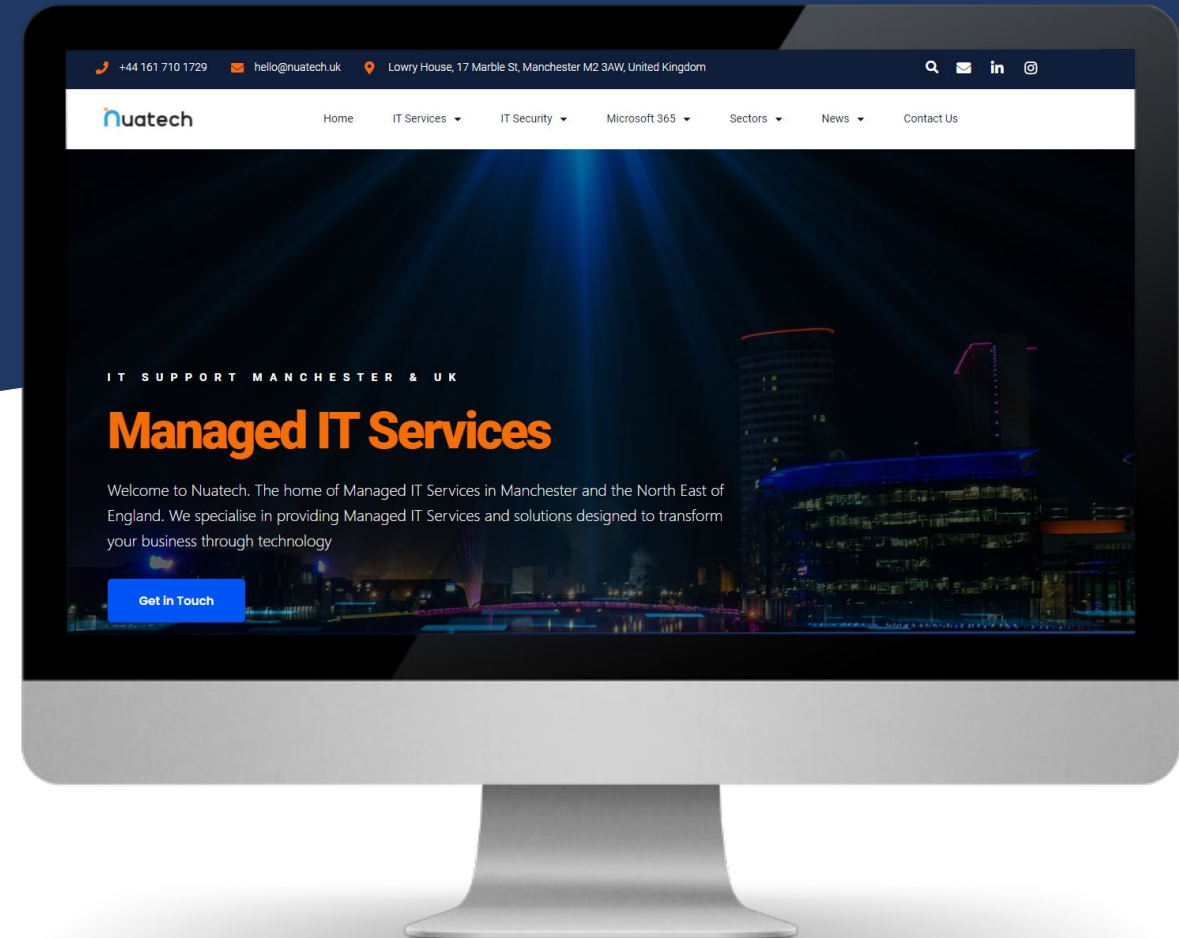 +44 161 710 1729 hello@nuatech.uk Lowry House, 17 Marble St, Manchester M2 3AW, United Kingdom
nuatech Home IT Services IT Security Microsoft 365 Sectors News Contact Us
IT SUPPORT MANCHESTER & UK
Managed IT Services
Welcome to Nuatech. The home of Managed IT Services in Manchester and the North East of
England. We specialise in providing Managed IT Services and solutions designed to transform
your business through technology
Get in Touch